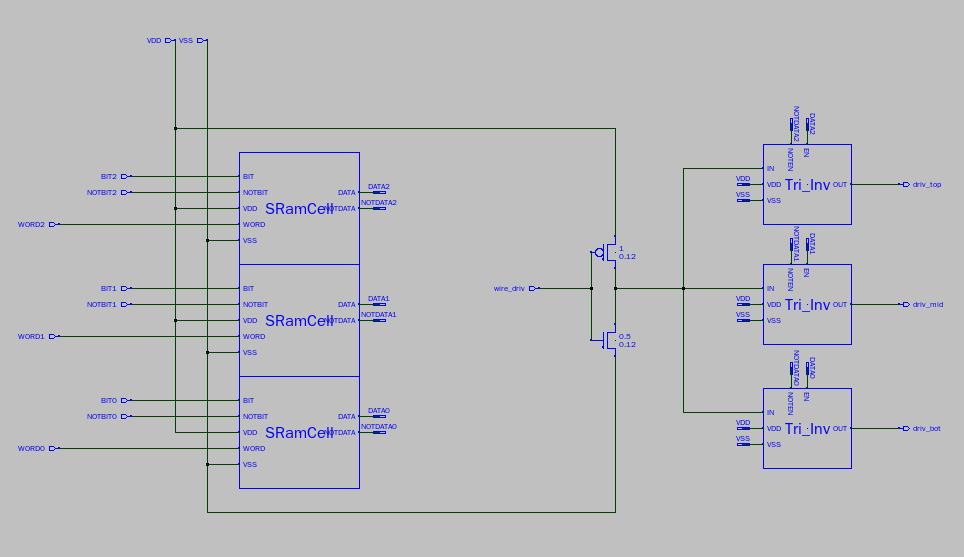 VDD VSS
BIT2
NOTBIT2
WORD2
BIT
NOTBIT
VDD
WORD
VSS
SRamCell
DATA
NOTDATA
DATA2
NOTDATA2
BIT1
NOTBIT1
WORD1
BIT
NOTBIT
VDD
WORD
VSS
SRamCell
DATA
NOTDATA
DATA1
NOTDATA1
BIT0
NOTBIT0
WORD0
BIT
NOTBIT
VDD
WORD
VSS
SRamCell
DATA
NOTDATA
DATA0
NOTDATA0
wire_driv
1
0.12
0.5
0.12
NOTDATA2
DATA2
NOTEN
EN
VDD
VSS
IN
VDD
VSS
Tri_Inv
OUT
driv_top
NOTDATA1
DATA1
NOTEN
EN
VDD
VSS
IN
VDD
VSS
Tri_Inv
OUT
driv_mid
NOTDATA0
DATA0
NOTEN
EN
VDD
VSS
IN
VDD
VSS
Tri_Inv
OUT
driv_bot